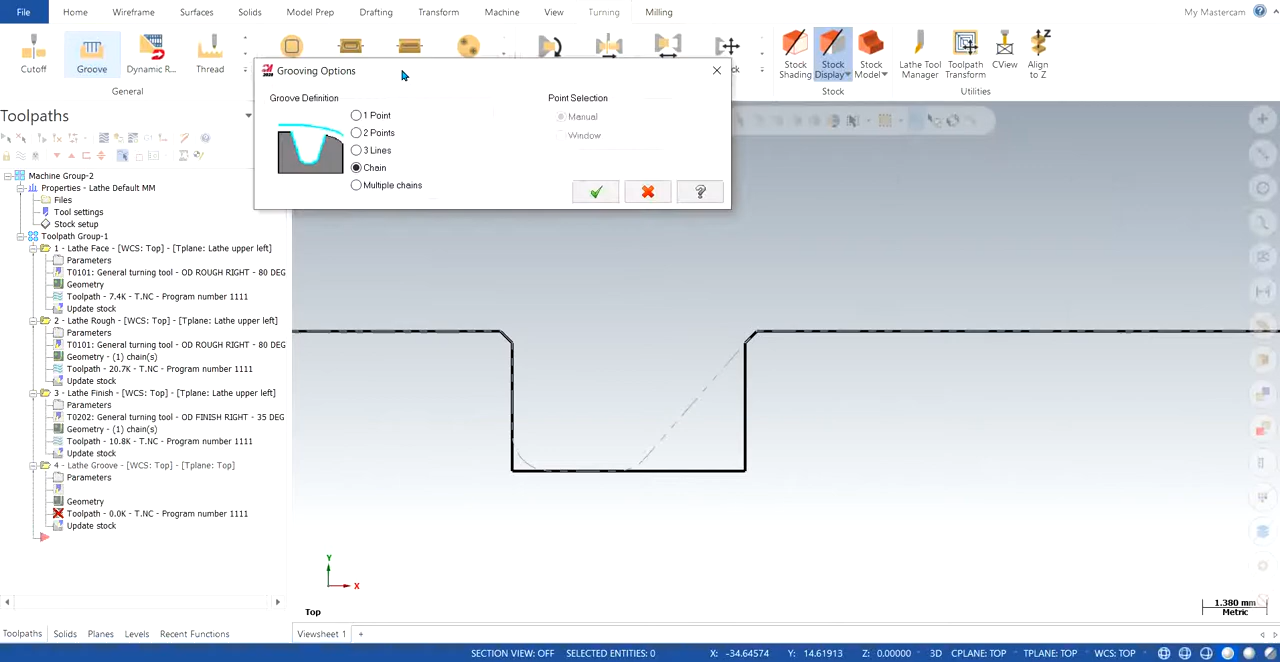 File Home Wireframe Surfaces Solids Model Prep Drafting Transform Machine View Turning Milling My Mastercam
Cutoff Groove Dynamic R... Thread
Stock Shading Stock Display Stock Model Lathe Tool Manager Toolpath Transform CView Align to Z
General Stock Utilities
Grooving Options
Groove Definition
1 Point
2 Points
3 Lines
Chain
Multiple chains
Point Selection
Manual
Window
Toolpaths
Machine Group-2
Properties - Lathe Default MM
Files
Tool settings
Stock setup
Toolpath Group-1
1 - Lathe Face - [WCS: Top] - [Tplane: Lathe upper left]
Parameters
T0101: General turning tool - OD ROUGH RIGHT - 80 DEG
Geometry
Toolpath - 7.4K - T.NC - Program number 1111
Update stock
2 - Lathe Rough - [WCS: Top] - [Tplane: Lathe upper left]
Parameters
T0101: General turning tool - OD ROUGH RIGHT - 80 DEG
Geometry - (1) chain(s)
Toolpath - 20.7K - T.NC - Program number 1111
Update stock
3 - Lathe Finish - [WCS: Top] - [Tplane: Lathe upper left]
Parameters
T0202: General turning tool - OD FINISH RIGHT - 35 DEG
Geometry - (1) chain(s)
Toolpath - 10.8K - T.NC - Program number 1111
Update stock
4 - Lathe Groove - [WCS: Top] - [Tplane: Top]
Parameters
Geometry
Toolpath - 0.0K - T.NC - Program number 1111
Update stock
Y
X
Top
1.380 mm
Metric
Toolpaths Solids Planes Levels Recent Functions Viewsheet 1 +
SECTION VIEW: OFF SELECTED ENTITIES: 0 X: -34.64574 Y: 14.61913 Z: 0.00000 3D CPLANE: TOP TPLANE: TOP WCS: TOP